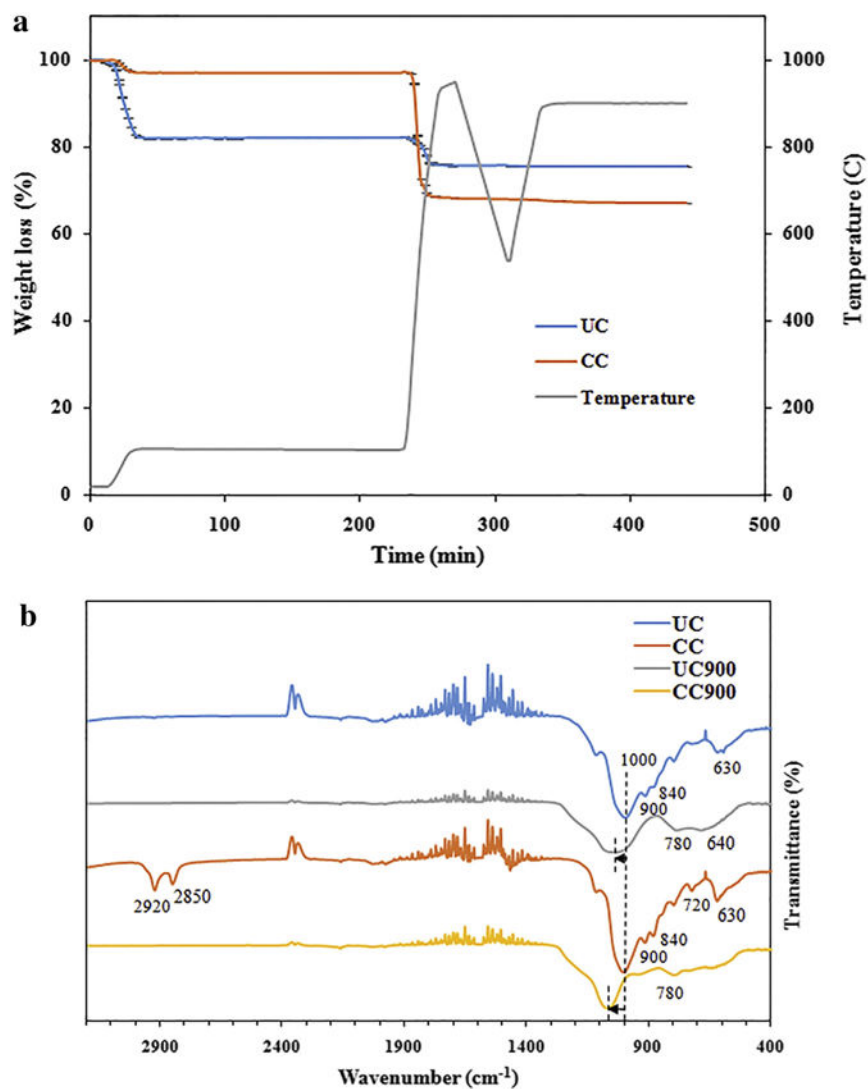 a
100
80
60
40
20
0
Weight loss (%)
1000
800
600
400
200
0
Temperature (C)
UC
CC
Temperature
0
100
200
300
400
500
Time (min)
b
UC
CC
UC900
CC900
1000
840
900
630
780
640
2920
2850
720
840
900
630
780
Transmittance (%)
2900
2400
1900
1400
900
400
Wavenumber (cm-1)